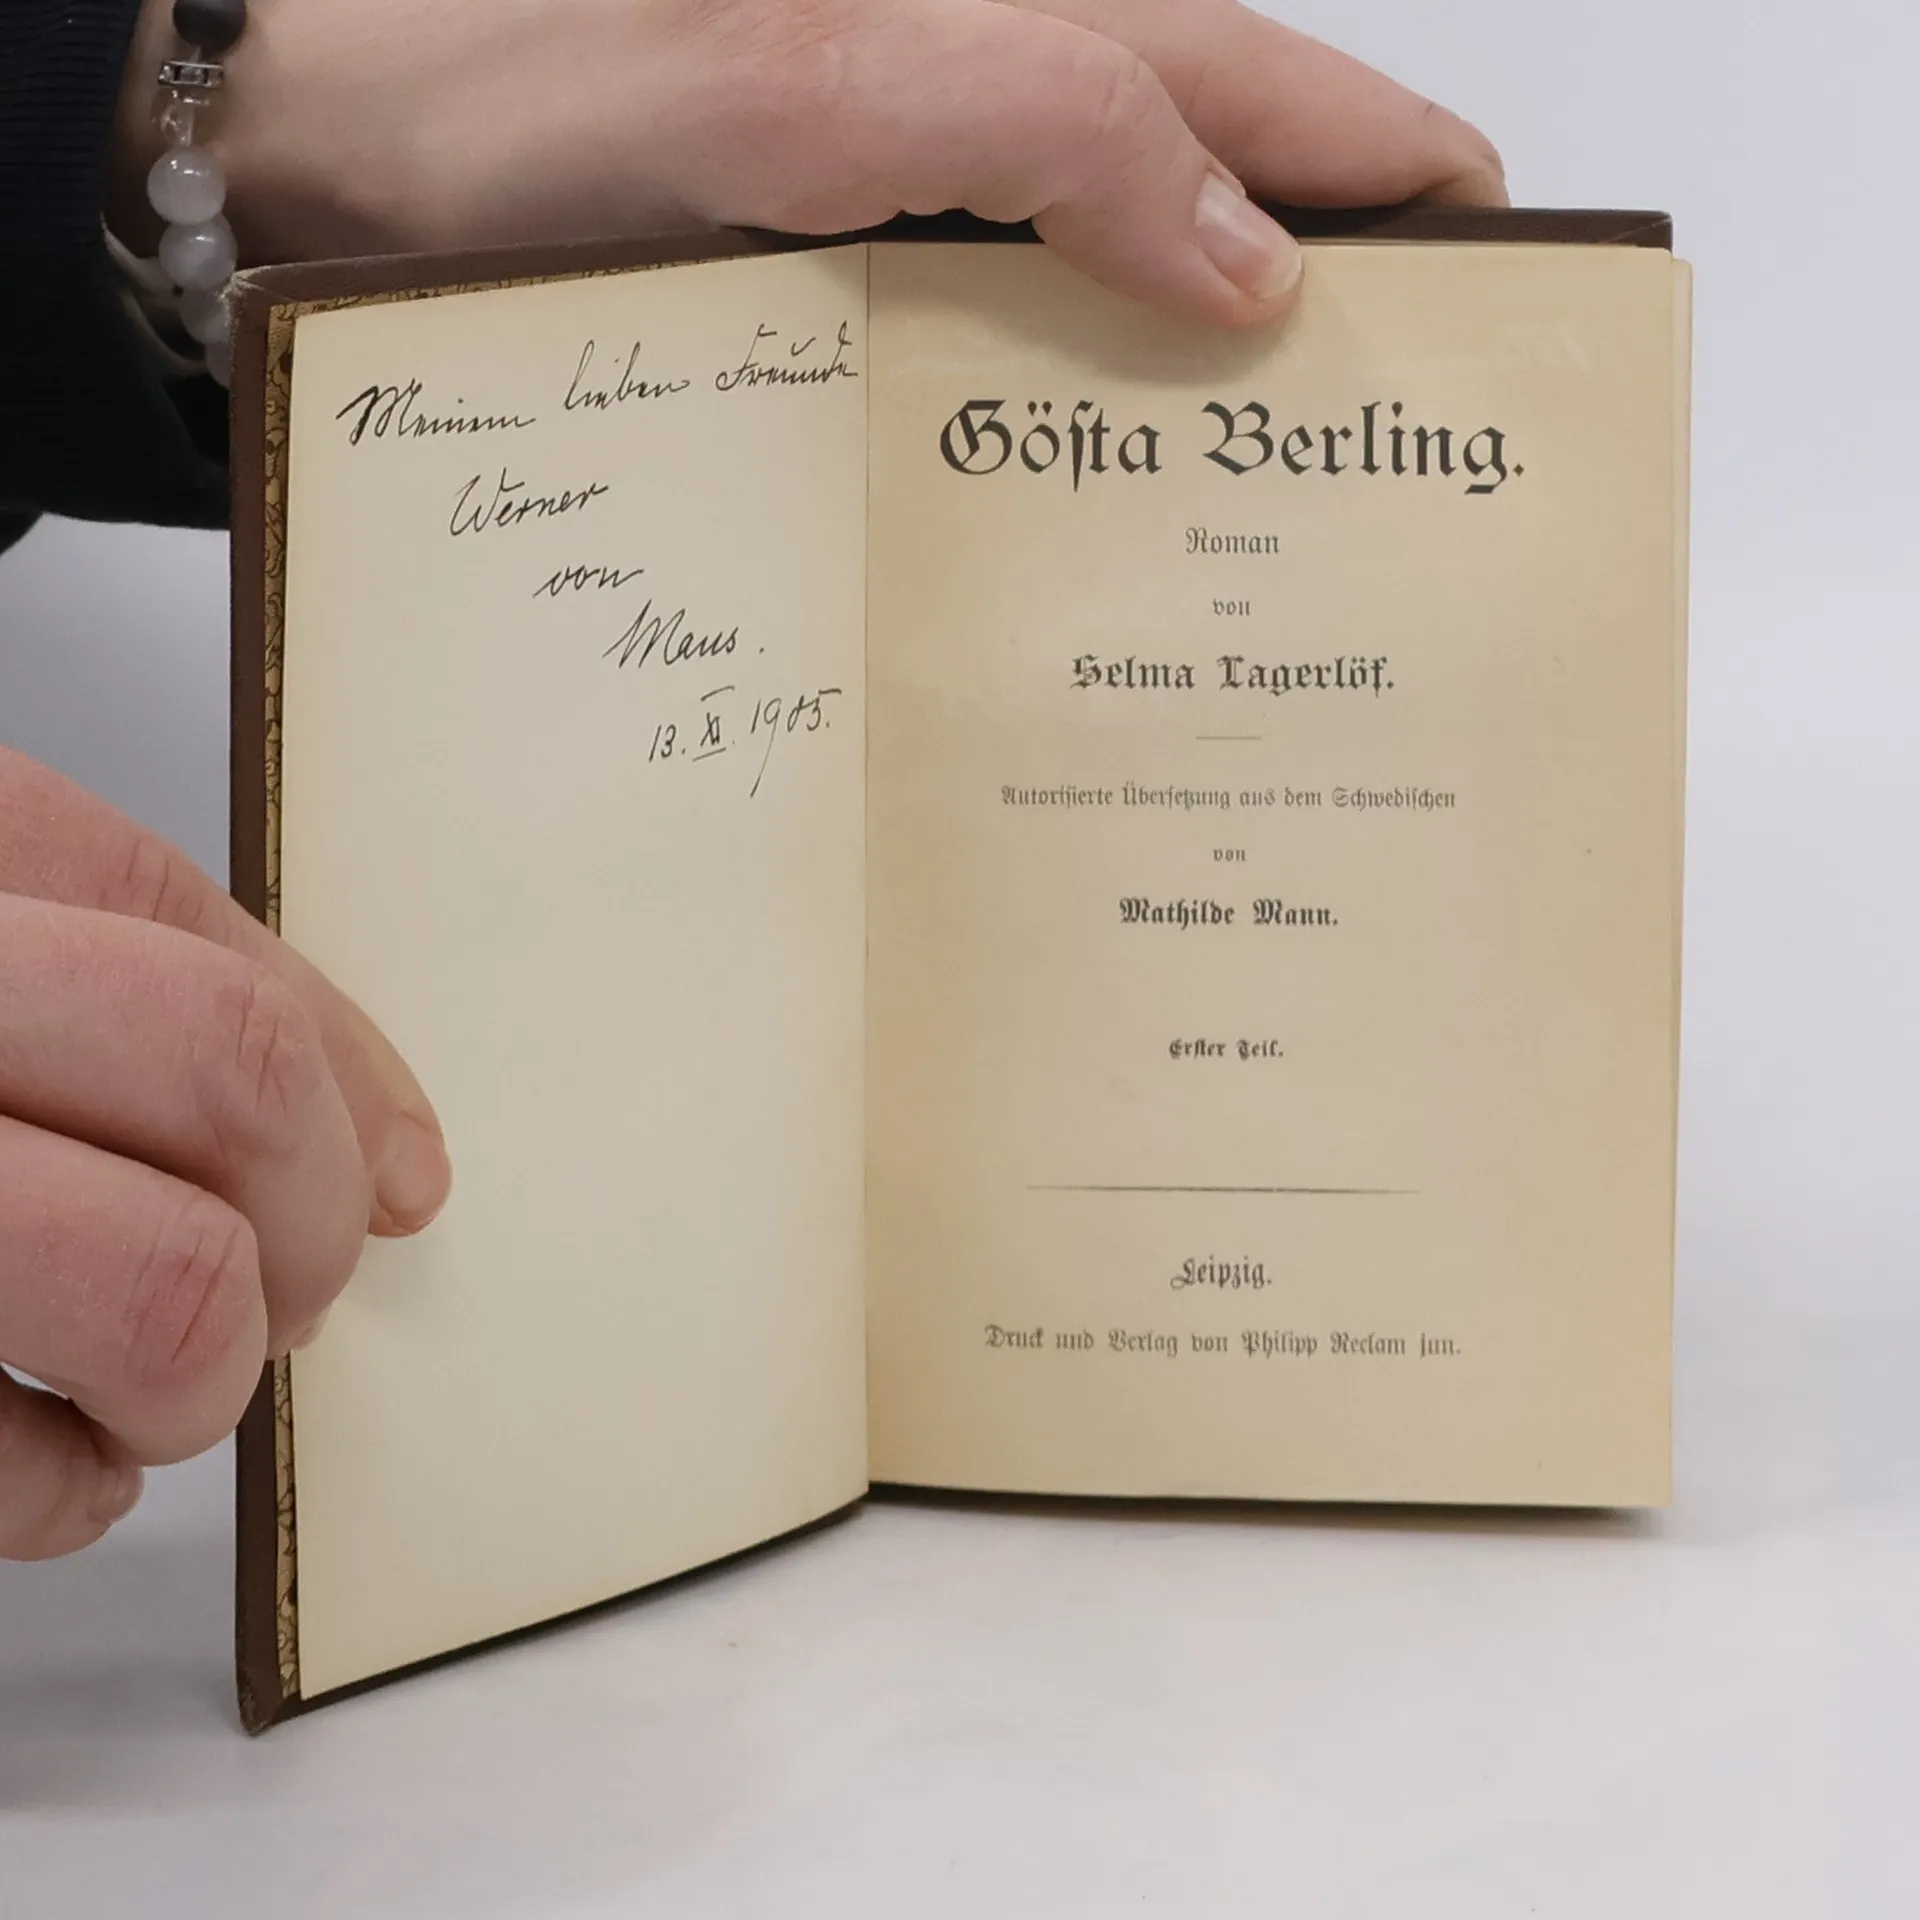 Meinem lieben Freunde
Werner
von
Maus.
13. XI. 1905.
Göſta Berling.
Roman
von
Selma Lagerlöf.
Autoriſierte Überſetzung aus dem Schwediſchen
von
Mathilde Mann.
Erſter Teil.
Leipzig.
Druck und Verlag von Philipp Reclam jun.